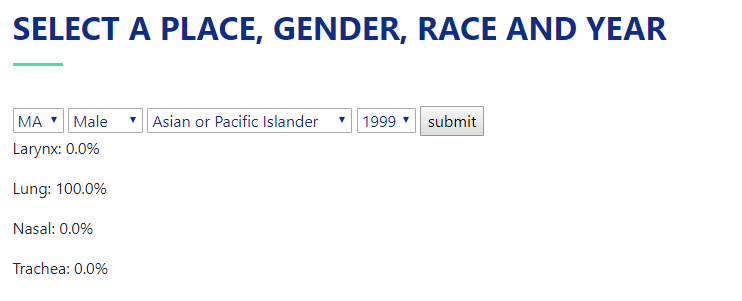 SELECT A PLACE, GENDER, RACE AND YEAR
MA Male Asian or Pacific Islander 1999 submit
Larynx: 0.0%
Lung: 100.0%
Nasal: 0.0%
Trachea: 0.0%